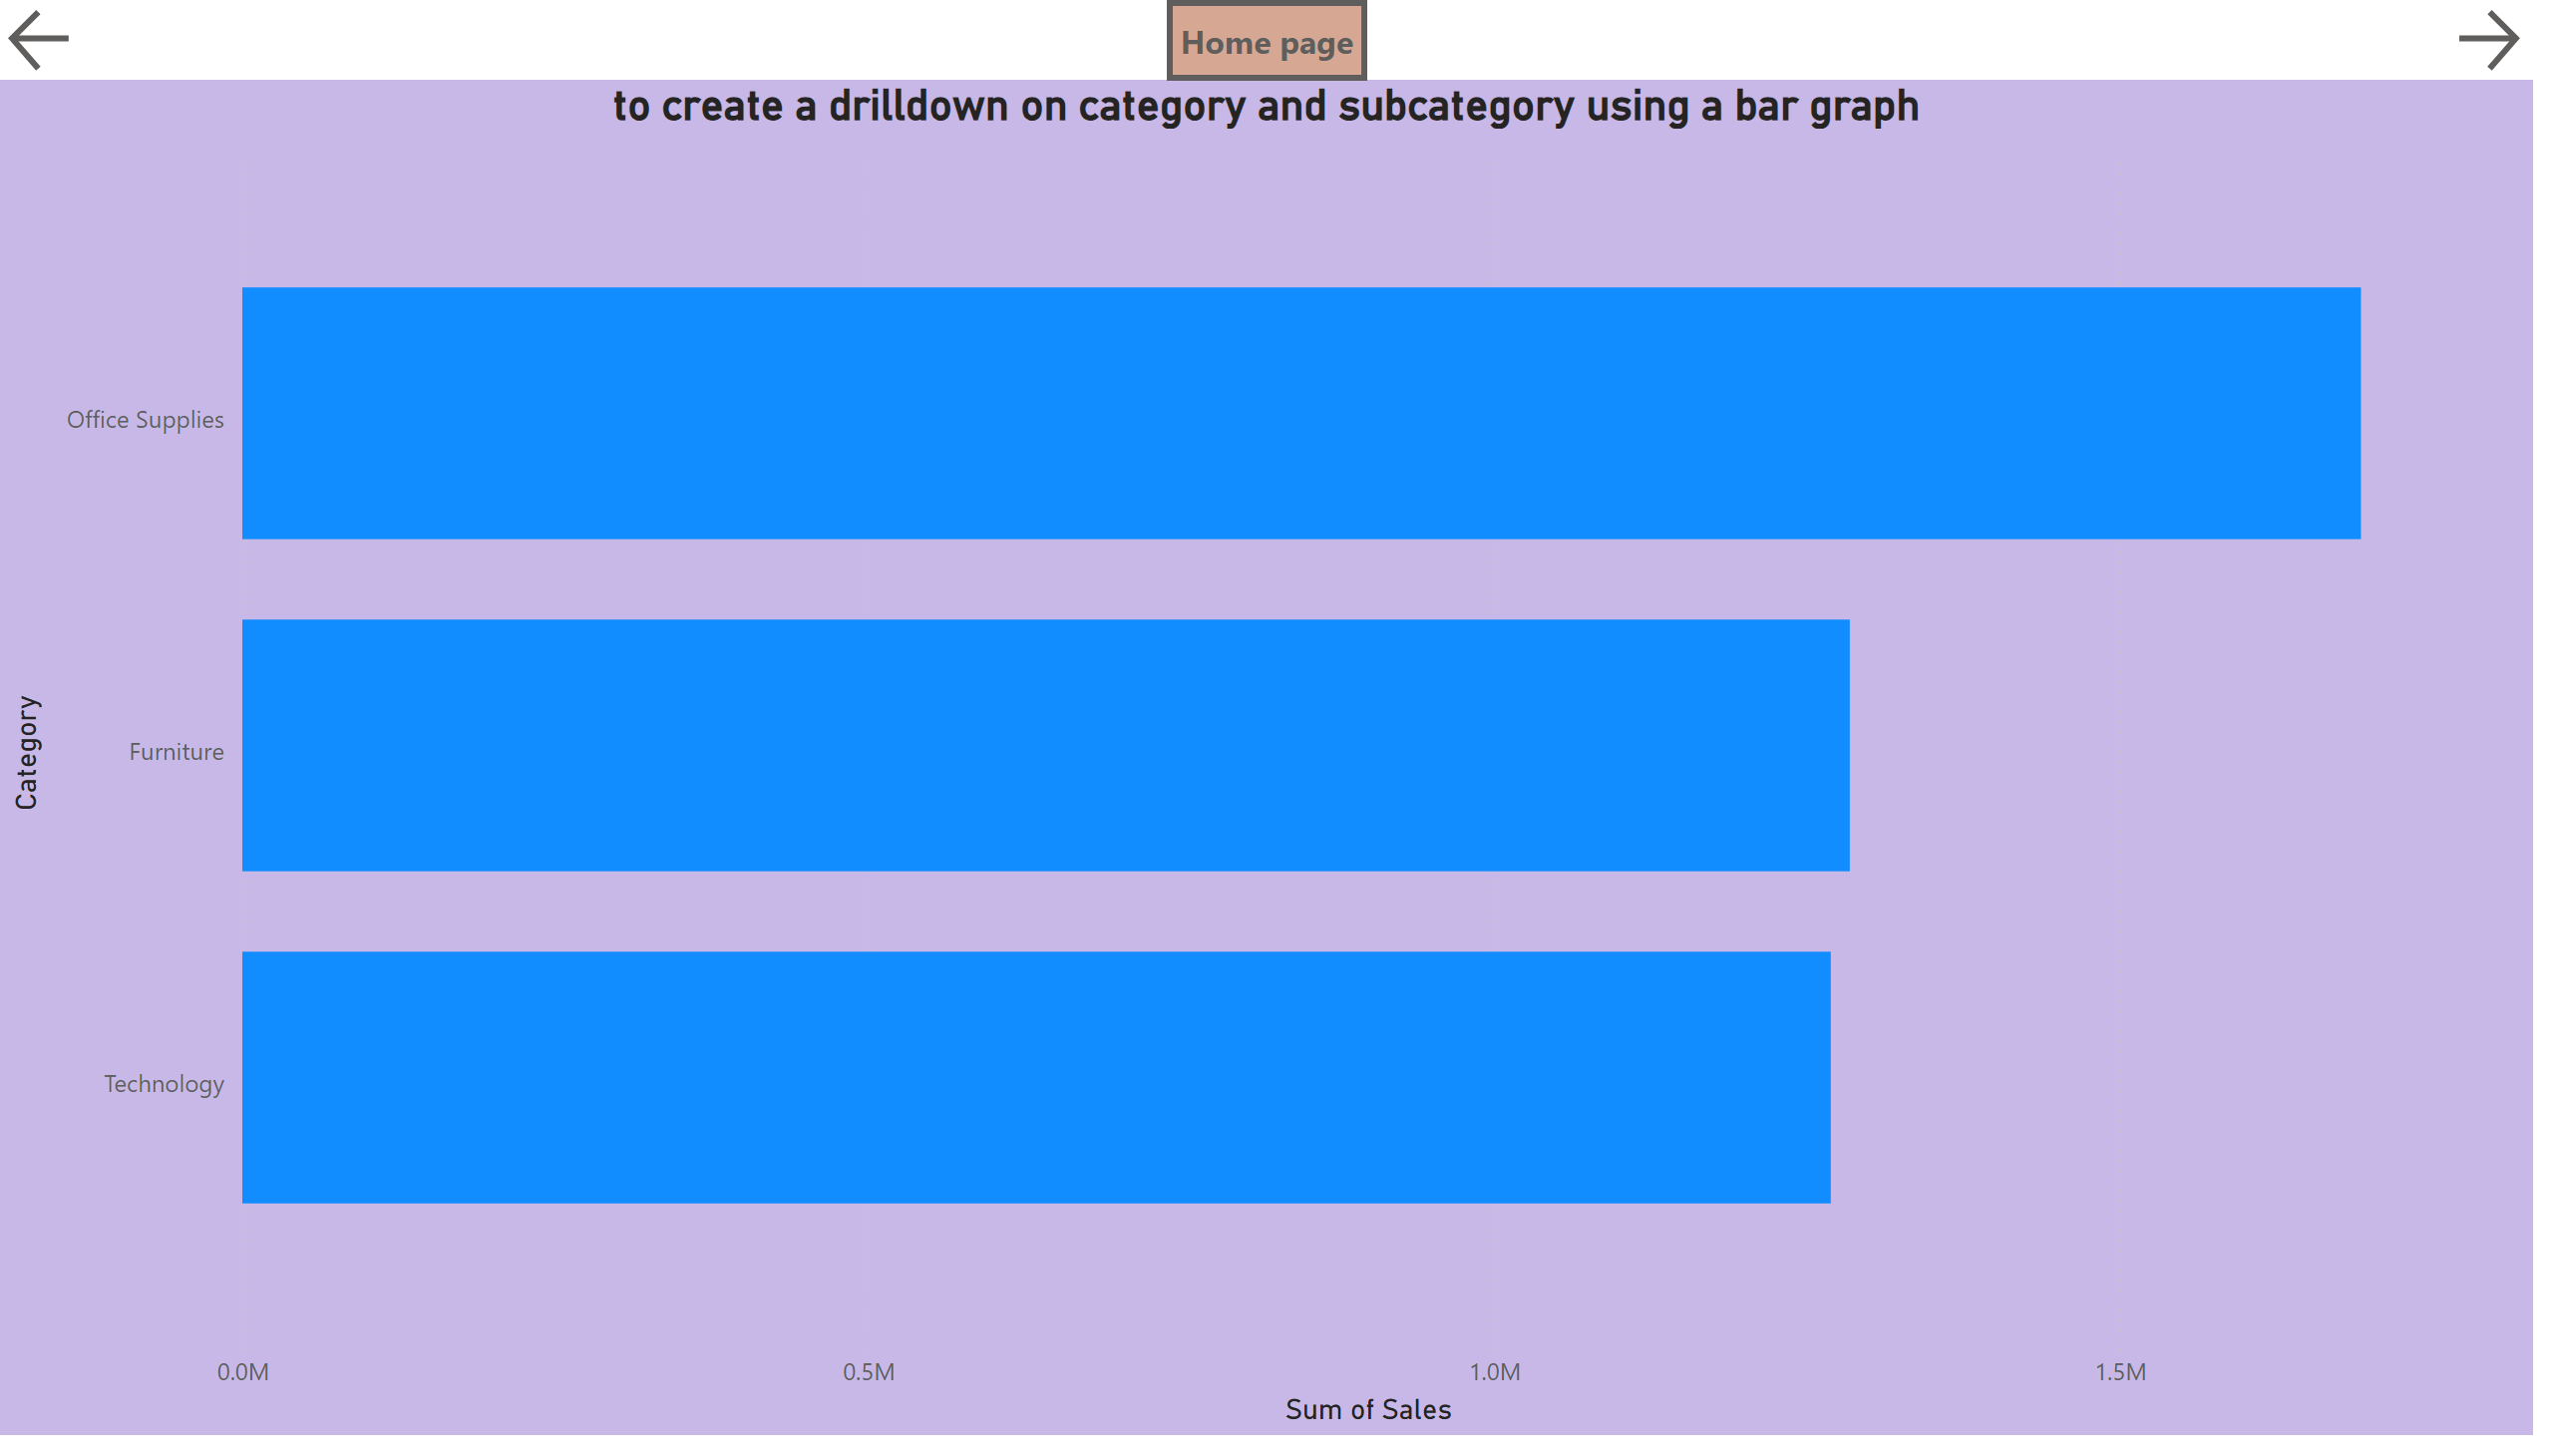 Home page
to create a drilldown on category and subcategory using a bar graph
Category
Office Supplies
Furniture
Technology
0.0M 0.5M 1.0M 1.5M
Sum of Sales